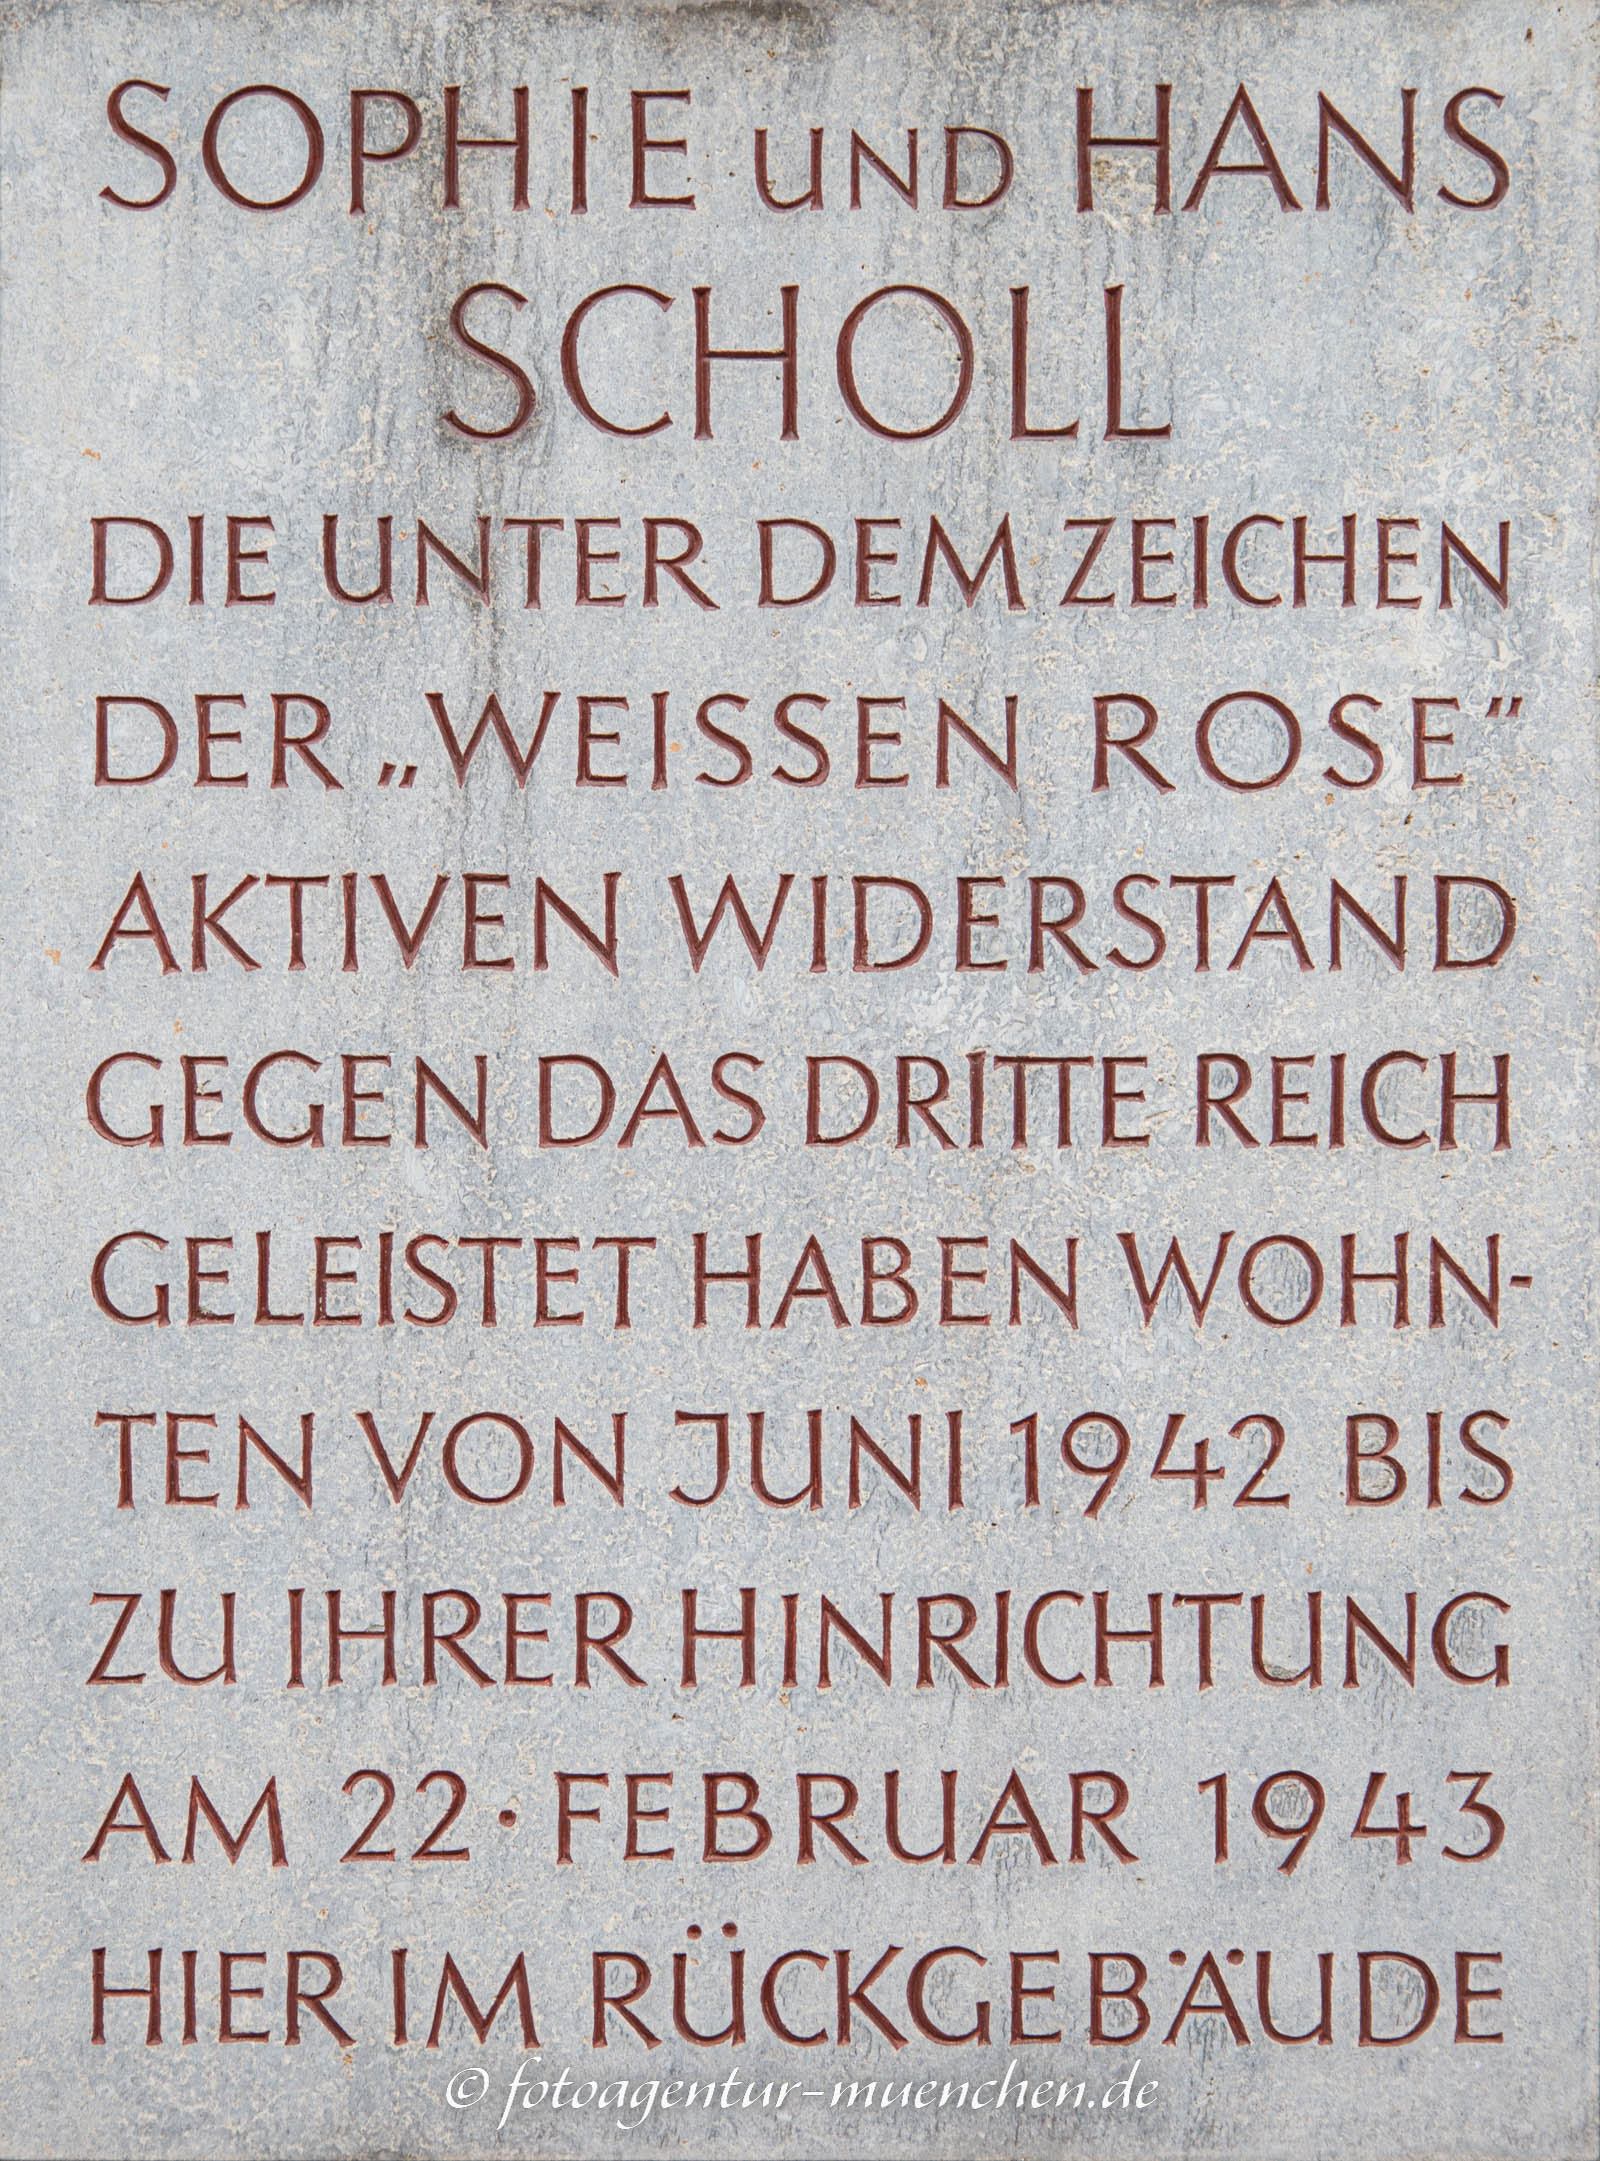 SOPHIE UND HANS
SCHOLL
DIE UNTER DEM ZEICHEN
DER „WEISSEN ROSE"
AKTIVEN WIDERSTAND
GEGEN DAS DRITTE REICH
GELEISTET HABEN WOHN-
TEN VON JUNI 1942 BIS
ZU IHRER HINRICHTUNG
AM 22. FEBRUAR 1943
HIER IM RÜCKGEBÄUDE
© fotoagentur-muenchen.de